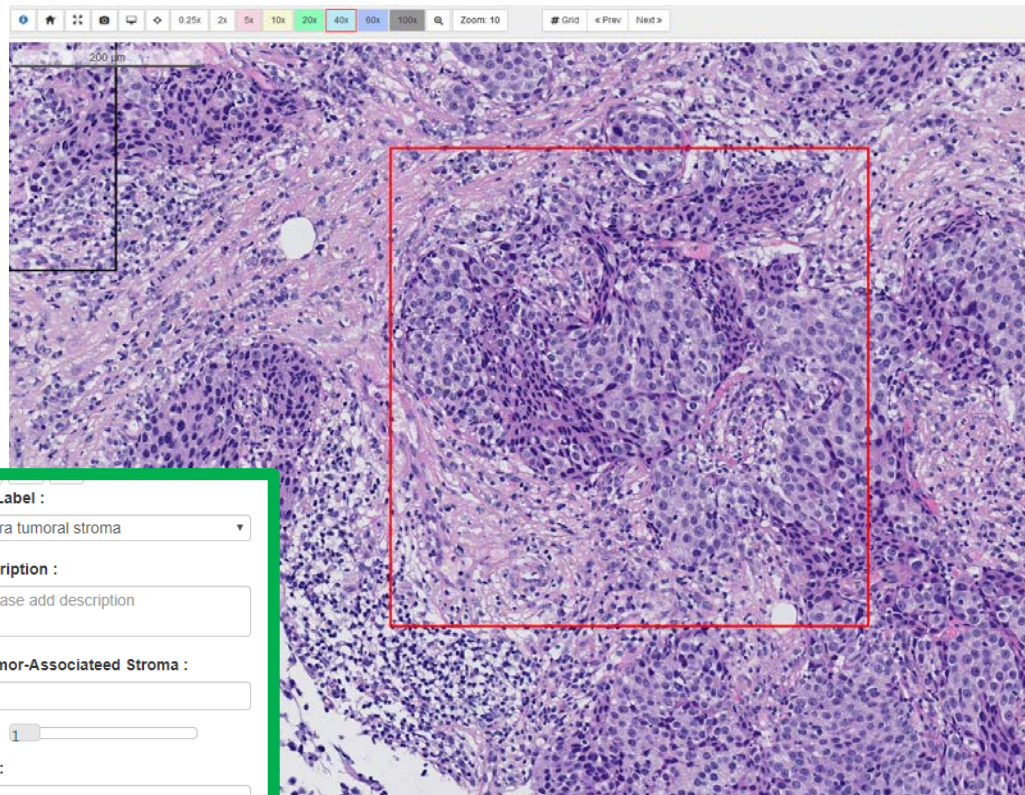 0.25x 2x 5x 10x 20x 40x 60x 100x Zoom: 10 # Grid « Prev Next »
200 µm
Label :
ra tumoral stroma
ription :
ase add description
mor-Associateed Stroma :
1
: